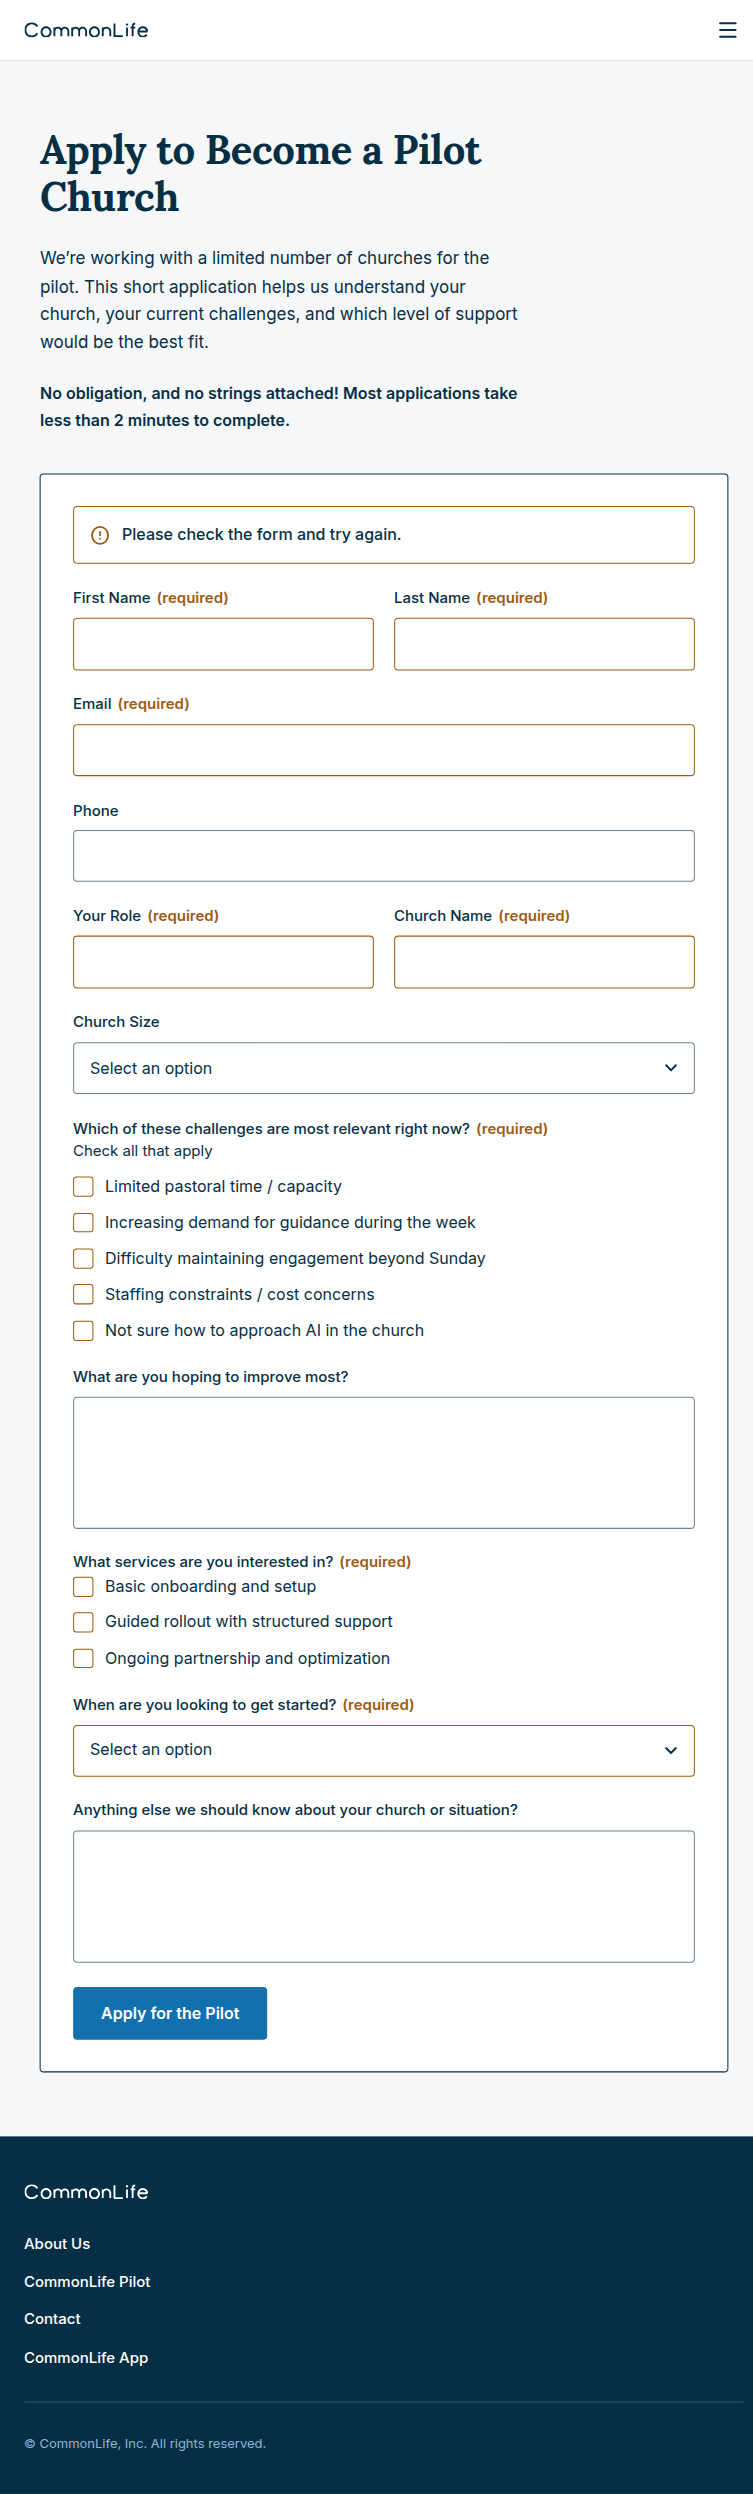 CommonLife
Apply to Become a Pilot
Church
We’re working with a limited number of churches for the
pilot. This short application helps us understand your
church, your current challenges, and which level of support
would be the best fit.
No obligation, and no strings attached! Most applications take
less than 2 minutes to complete.
Please check the form and try again.
First Name (required)
Last Name (required)
Email (required)
Phone
Your Role (required)
Church Name (required)
Church Size
Select an option
Which of these challenges are most relevant right now? (required)
Check all that apply
Limited pastoral time / capacity
Increasing demand for guidance during the week
Difficulty maintaining engagement beyond Sunday
Staffing constraints / cost concerns
Not sure how to approach AI in the church
What are you hoping to improve most?
What services are you interested in? (required)
Basic onboarding and setup
Guided rollout with structured support
Ongoing partnership and optimization
When are you looking to get started? (required)
Select an option
Anything else we should know about your church or situation?
Apply for the Pilot
CommonLife
About Us
CommonLife Pilot
Contact
CommonLife App
© CommonLife, Inc. All rights reserved.